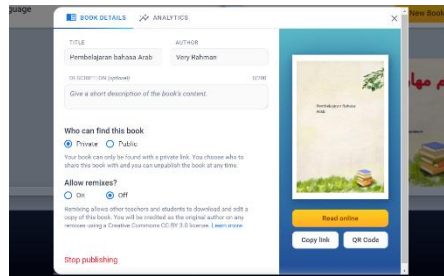 guage
New Book
BOOK DETAILS
ANALYTICS
TITLE
AUTHOR
Pembelajaran bahasa Arab
Very Rahman
DESCRIPTION (optional)
Give a short description of the book's content.
Who can find this book
Private
Public
Your book can only be found with a private link. You choose who to
share this book with and you can unpublish the book at any time.
Allow remixes?
On
Off
Remixing allows other teachers and students to download and edit a
copy of this book. You will be credited as the original author on any
remixes using a Creative Commons CC BY 3.0 license. Learn more.
Stop publishing
Pembelajaran Bahasa
Arab
Read online
Copy link
QR Code